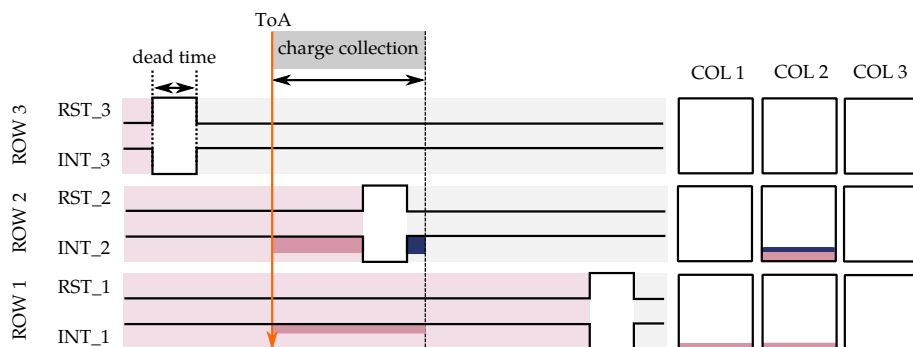 ToA
charge collection
dead time
COL 1 COL 2 COL 3
ROW 3
RST_3
INT_3
ROW 2
RST_2
INT_2
ROW 1
RST_1
INT_1